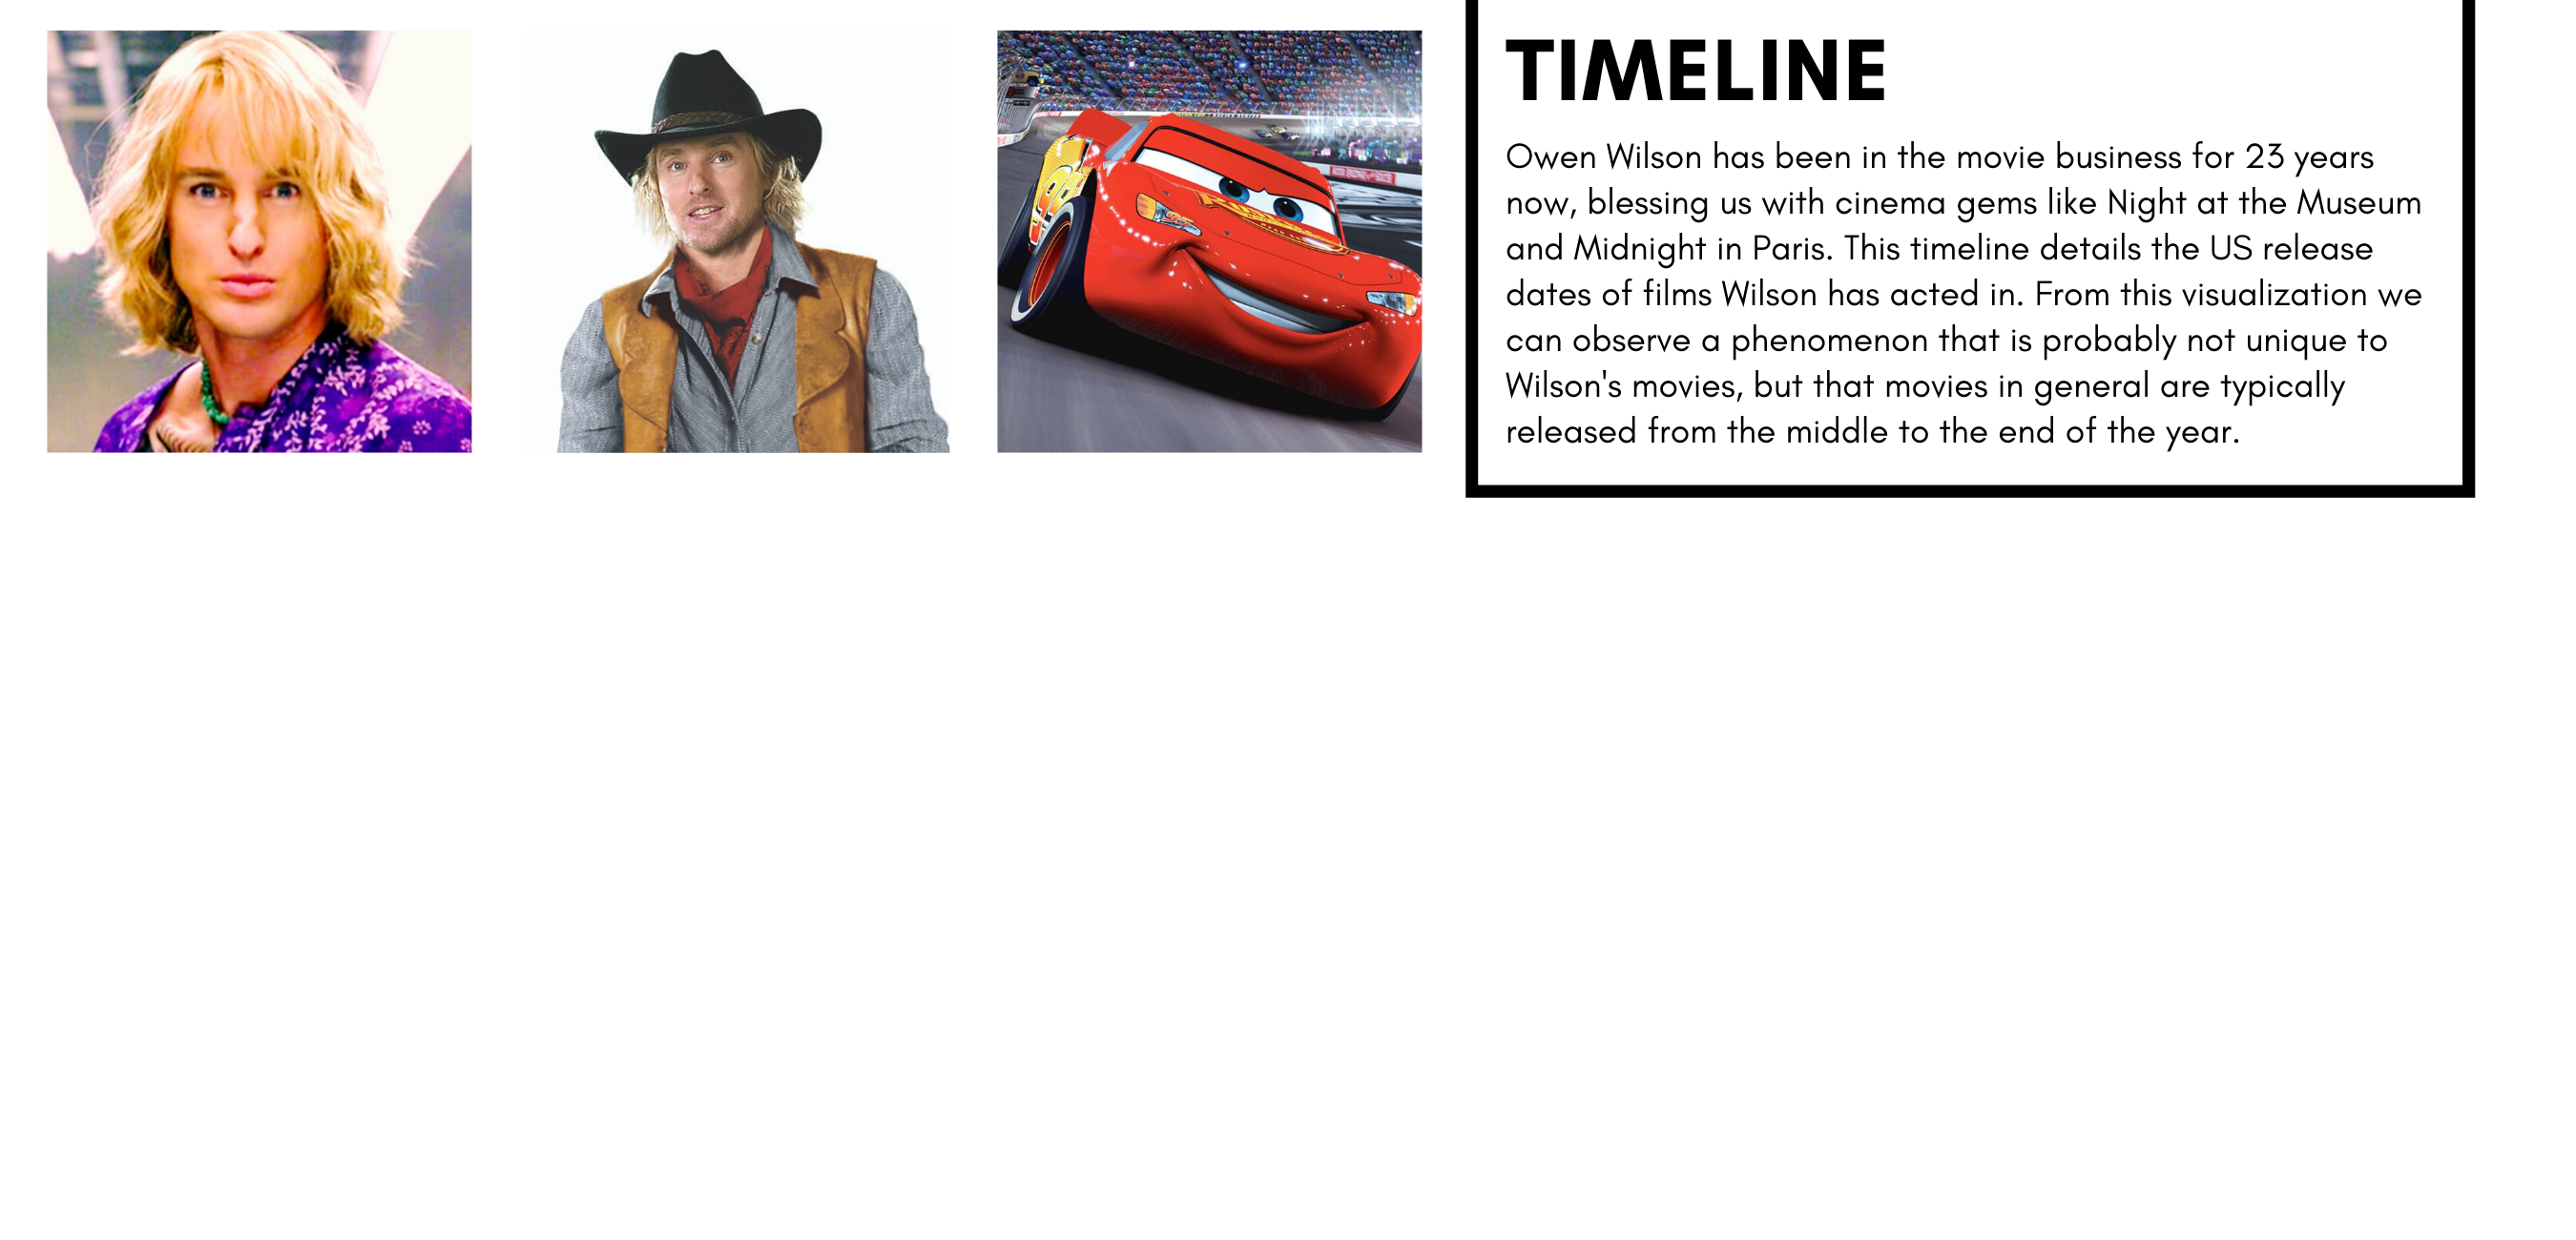 TIMELINE
Owen Wilson has been in the movie business for 23 years
now, blessing us with cinema gems like Night at the Museum
and Midnight in Paris. This timeline details the US release
dates of films Wilson has acted in. From this visualization we
can observe a phenomenon that is probably not unique to
Wilson's movies, but that movies in general are typically
released from the middle to the end of the year.
95